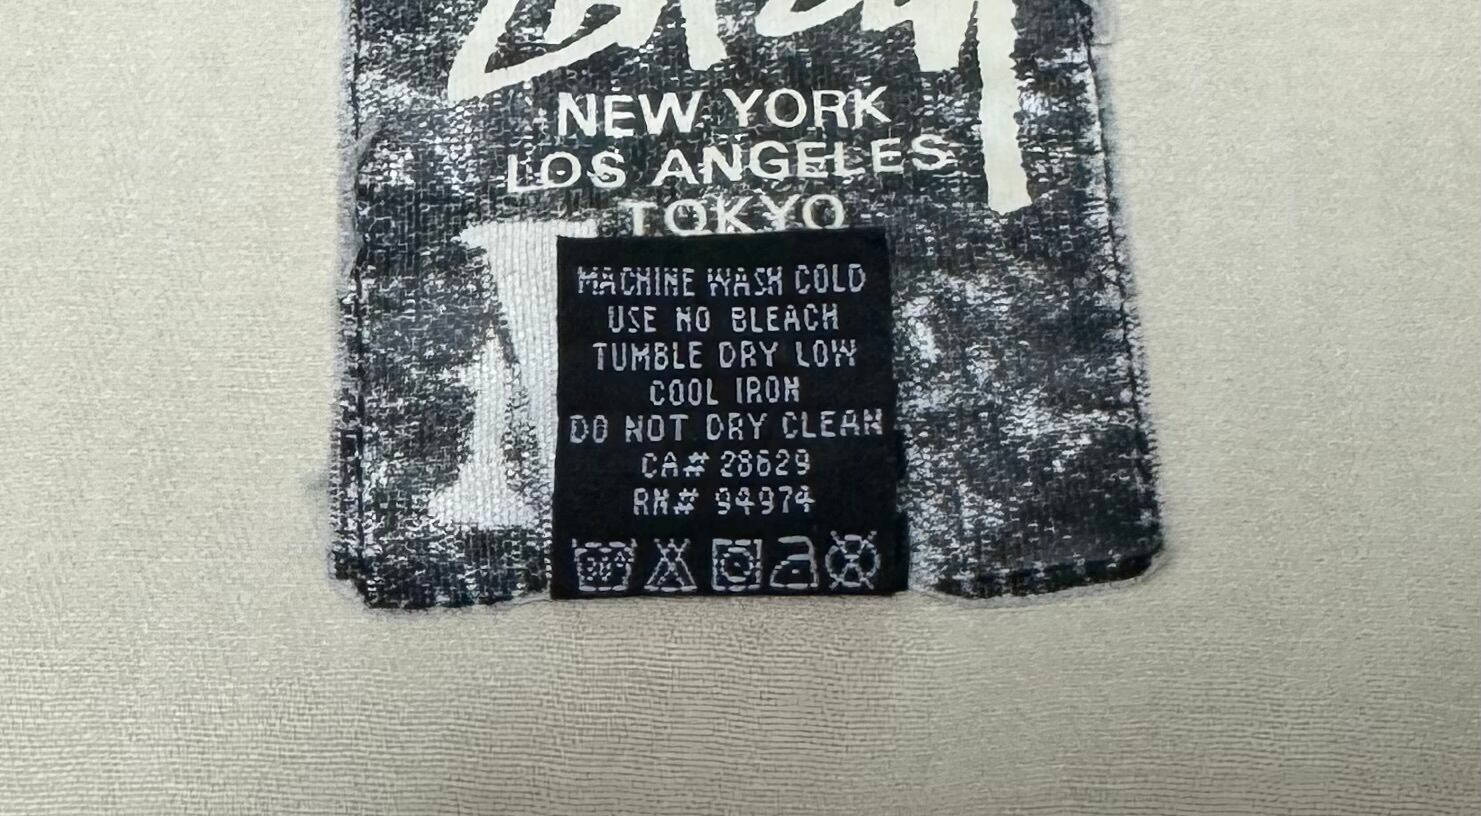 NEW YORK
LOS ANGELES
TOKYO
MACHINE WASH COLD
USE NO BLEACH
TUMBLE DRY LOW
COOL IRON
DO NOT DRY CLEAN
CA# 28629
RN# 94974